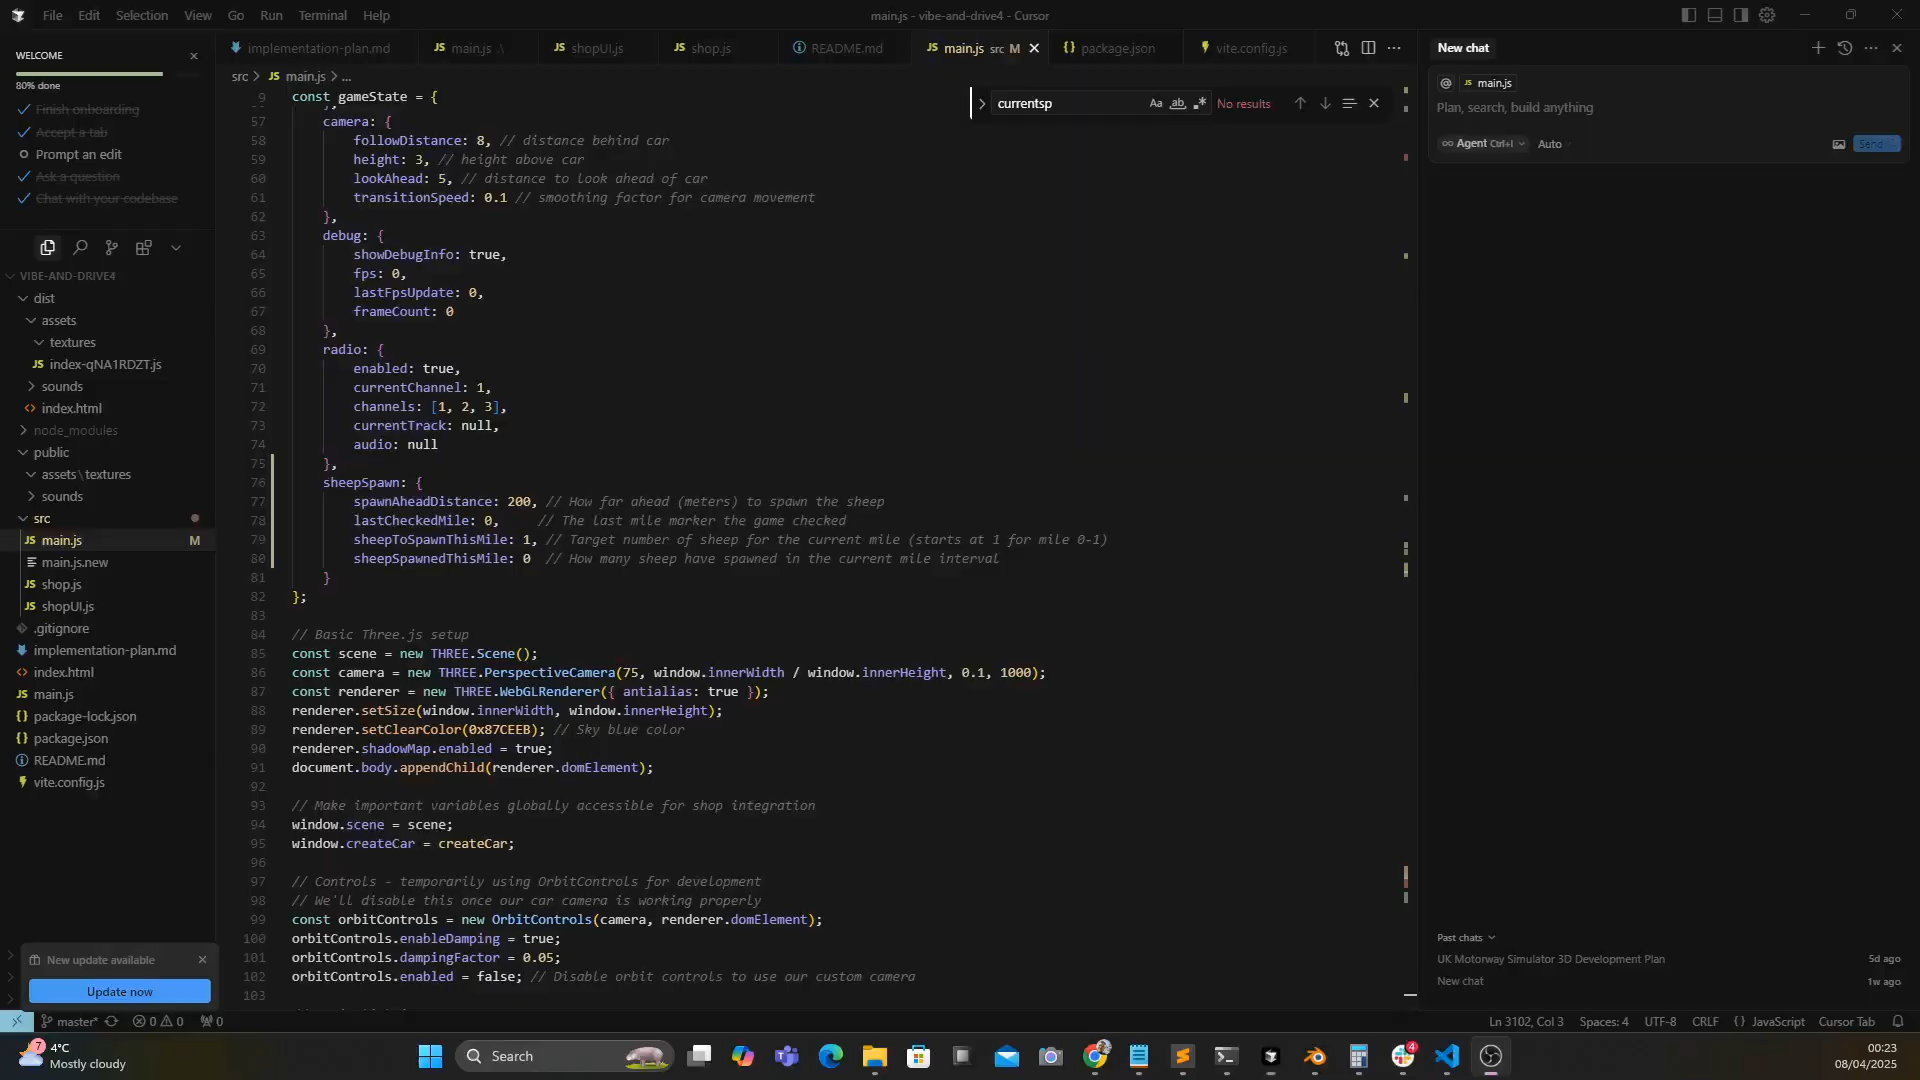 File Edit Selection View Go Run Terminal Help
main.js - vibe-and-drive4 - Cursor
WELCOME
80% done
Finish onboarding
Accept a tab
Prompt an edit
Ask a question
Chat with your codebase
VIBE-AND-DRIVE4
dist
assets
textures
JS index-qNA1RDZT.js
sounds
<> index.html
node_modules
public
assets\textures
sounds
src
JS main.js M
main.js.new
JS shop.js
JS shopUI.js
.gitignore
implementation-plan.md
<> index.html
JS main.js
{} package-lock.json
{} package.json
README.md
vite.config.js
New update available
Update now
implementation-plan.md JS main.js .\ JS shopUI.js JS shop.js README.md JS main.js src M {} package.json vite.config.js
src > JS main.js > ...
currentsp Aa ab .* No results
9 const gameState = {
57 camera: {
58 followDistance: 8, // distance behind car
59 height: 3, // height above car
60 lookAhead: 5, // distance to look ahead of car
61 transitionSpeed: 0.1 // smoothing factor for camera movement
62 },
63 debug: {
64 showDebugInfo: true,
65 fps: 0,
66 lastFpsUpdate: 0,
67 frameCount: 0
68 },
69 radio: {
70 enabled: true,
71 currentChannel: 1,
72 channels: [1, 2, 3],
73 currentTrack: null,
74 audio: null
75 },
76 sheepSpawn: {
77 spawnAheadDistance: 200, // How far ahead (meters) to spawn the sheep
78 lastCheckedMile: 0,     // The last mile marker the game checked
79 sheepToSpawnThisMile: 1, // Target number of sheep for the current mile (starts at 1 for mile 0-1)
80 sheepSpawnedThisMile: 0  // How many sheep have spawned in the current mile interval
81 }
82 };
83
84 // Basic Three.js setup
85 const scene = new THREE.Scene();
86 const camera = new THREE.PerspectiveCamera(75, window.innerWidth / window.innerHeight, 0.1, 1000);
87 const renderer = new THREE.WebGLRenderer({ antialias: true });
88 renderer.setSize(window.innerWidth, window.innerHeight);
89 renderer.setClearColor(0x87CEEB); // Sky blue color
90 renderer.shadowMap.enabled = true;
91 document.body.appendChild(renderer.domElement);
92
93 // Make important variables globally accessible for shop integration
94 window.scene = scene;
95 window.createCar = createCar;
96
97 // Controls - temporarily using OrbitControls for development
98 // We'll disable this once our car camera is working properly
99 const orbitControls = new OrbitControls(camera, renderer.domElement);
100 orbitControls.enableDamping = true;
101 orbitControls.dampingFactor = 0.05;
102 orbitControls.enabled = false; // Disable orbit controls to use our custom camera
103
New chat
@ JS main.js
Plan, search, build anything
∞ Agent Ctrl+I Auto
Send
Past chats
UK Motorway Simulator 3D Development Plan 5d ago
New chat 1w ago
master* 0 0 0
Ln 3102, Col 3 Spaces: 4 UTF-8 CRLF {} JavaScript Cursor Tab
7
4°C
Mostly cloudy
Search
4
00:23
08/04/2025